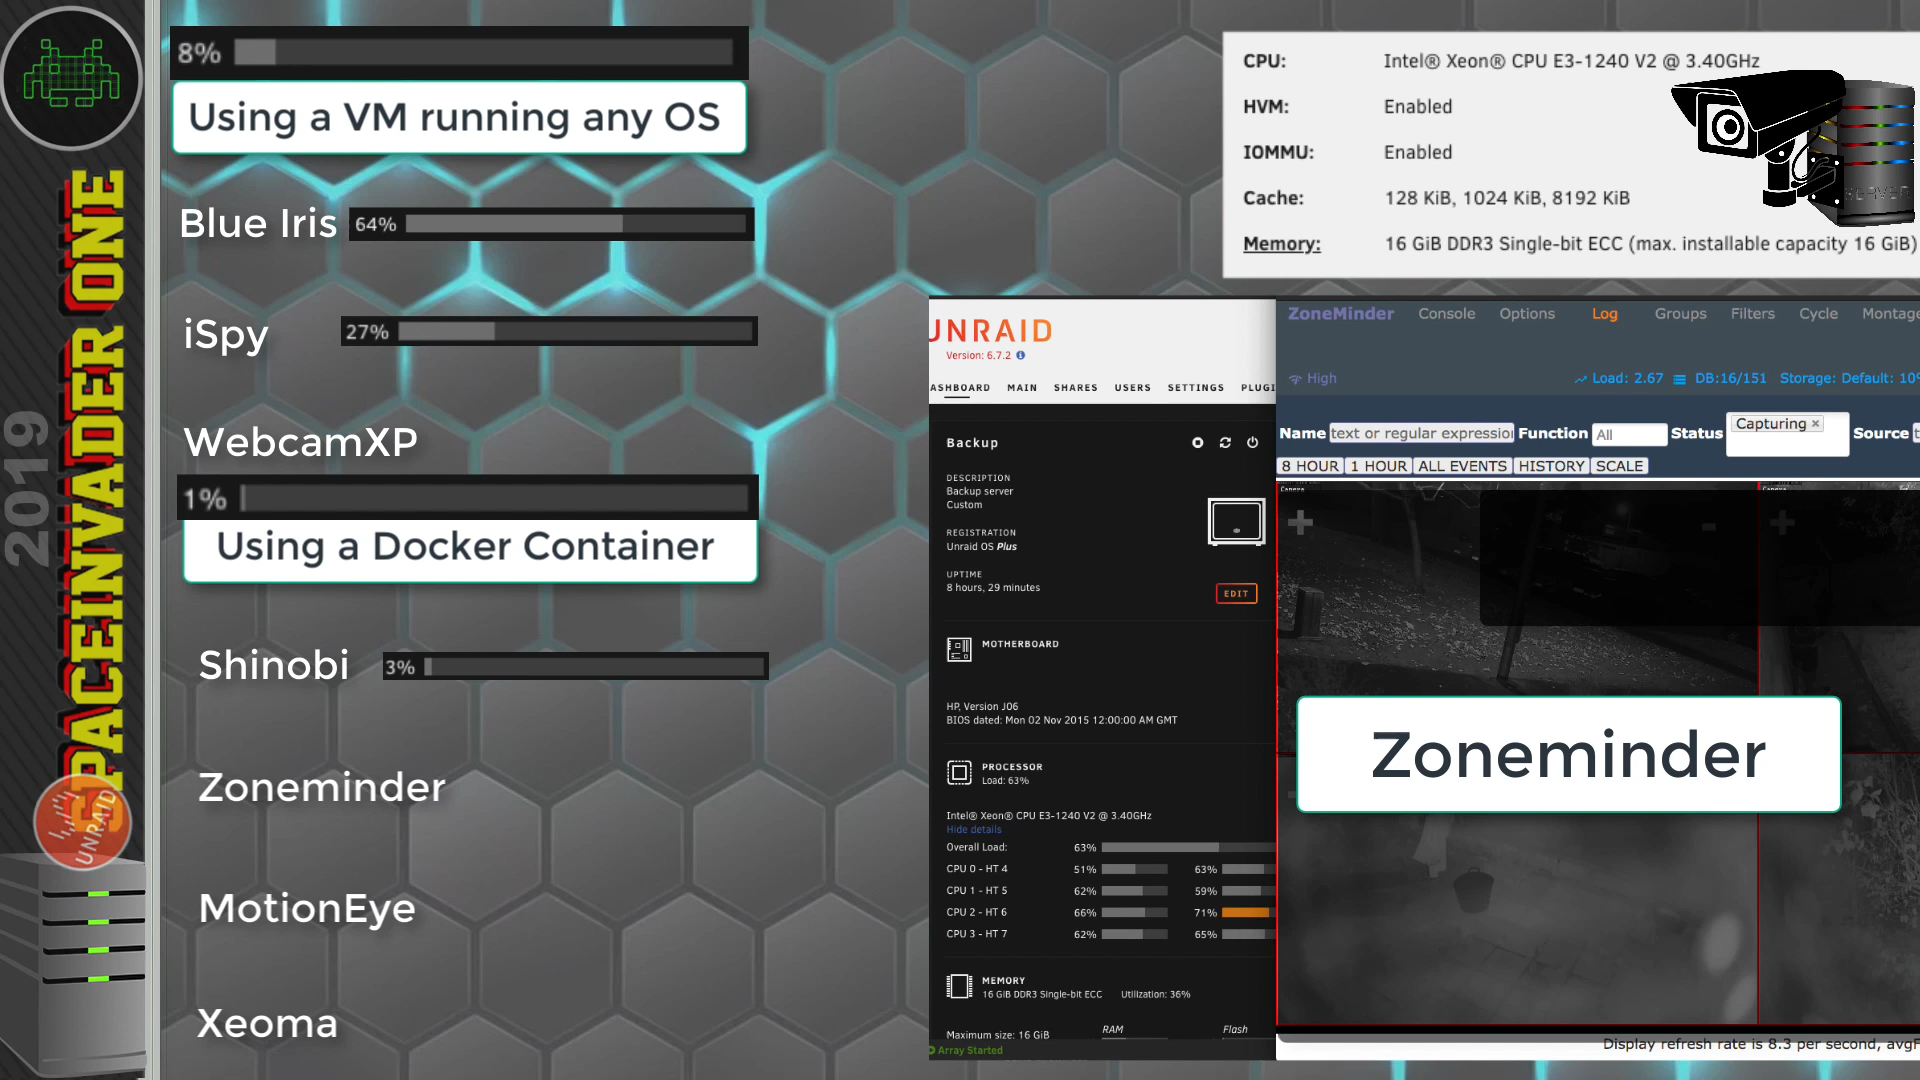 8%
Using a VM running any OS
Blue Iris 64%
iSpy 27%
WebcamXP
1%
Using a Docker Container
Shinobi 3%
Zoneminder
MotionEye
Xeoma
2019
SPACEINVADER ONE
UNRAID
CPU: Intel® Xeon® CPU E3-1240 V2 @ 3.40GHz
HVM: Enabled
IOMMU: Enabled
Cache: 128 KiB, 1024 KiB, 8192 KiB
Memory: 16 GiB DDR3 Single-bit ECC (max. installable capacity 16 GiB)
SERVER
UNRAID
Version: 6.7.2
ASHBOARD MAIN SHARES USERS SETTINGS PLUGI
Backup
DESCRIPTION
Backup server
Custom
REGISTRATION
Unraid OS Plus
UPTIME
8 hours, 29 minutes
EDIT
MOTHERBOARD
HP, Version J06
BIOS dated: Mon 02 Nov 2015 12:00:00 AM GMT
PROCESSOR
Load: 63%
Intel® Xeon® CPU E3-1240 V2 @ 3.40GHz
Hide details
Overall Load: 63%
CPU 0 - HT 4 51% 63%
CPU 1 - HT 5 62% 59%
CPU 2 - HT 6 66% 71%
CPU 3 - HT 7 62% 65%
MEMORY
16 GiB DDR3 Single-bit ECC Utilization: 36%
RAM Flash
Maximum size: 16 GiB
Array Started
ZoneMinder Console Options Log Groups Filters Cycle Montage
High Load: 2.67 DB:16/151 Storage: Default: 10%
Name text or regular expression Function All Status Capturing × Source t
8 HOUR 1 HOUR ALL EVENTS HISTORY SCALE
Camera Camera
Zoneminder
Display refresh rate is 8.3 per second, avgF